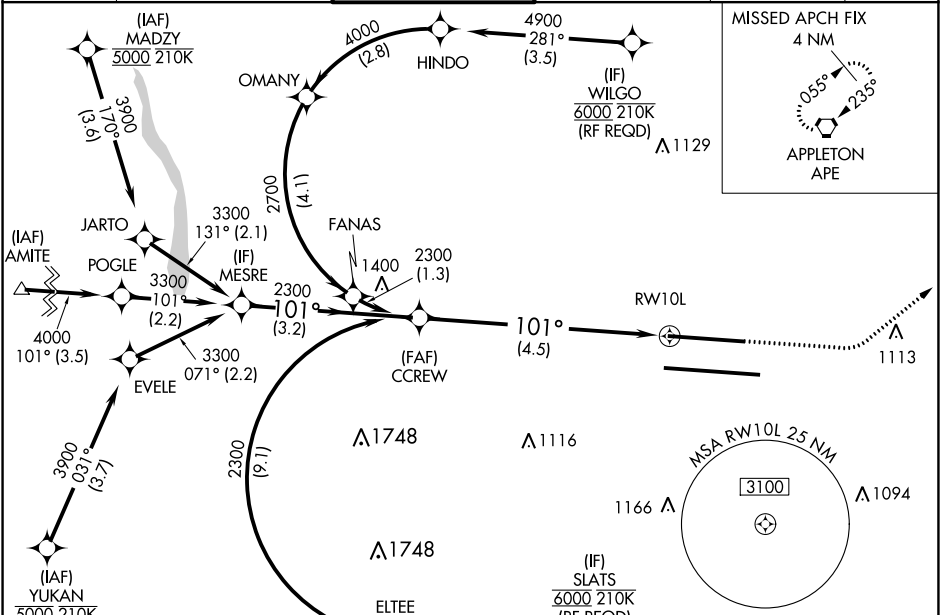 (IAF)
MADZY
5000 210K
3900
170°
(3.6)
4000
(2.8)
OMANY
HINDO
4900
281°
(3.5)
(IF)
WILGO
6000 210K
(RF REQD)
1129
MISSED APCH FIX
4 NM
055°
235°
APPLETON
APE
2700
(4.1)
JARTO
3300
131° (2.1)
(IAF)
AMITE
POGLE
3300
101°
(2.2)
(IF)
MESRE
2300
101°
(3.2)
FANAS
1400
2300
(1.3)
RW10L
101°
(4.5)
4000
101° (3.5)
3300
071° (2.2)
EVELE
(FAF)
CCREW
1113
3900
031°
(3.7)
2300
(9.1)
1748
1116
MSA RW10L 25 NM
3100
1166
1094
1748
(IAF)
YUKAN
5000 210K
ELTEE
(IF)
SLATS
6000 210K
(RF REQD)